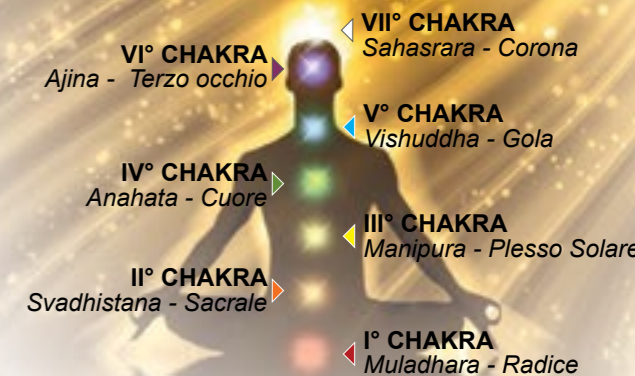 VII° CHAKRA
Sahasrara - Corona
VI° CHAKRA
Ajina -  Terzo occhio
V° CHAKRA
Vishuddha - Gola
IV° CHAKRA
Anahata - Cuore
III° CHAKRA
Manipura - Plesso Solare
II° CHAKRA
Svadhistana - Sacrale
I° CHAKRA
Muladhara - Radice